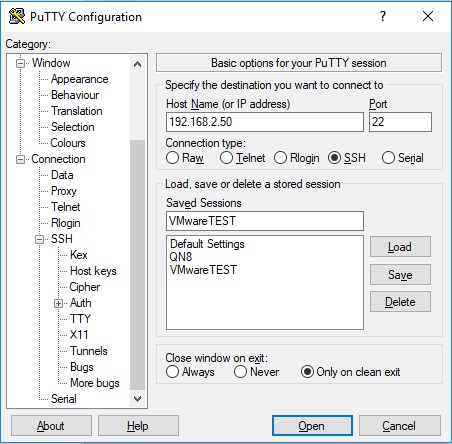 PuTTY Configuration
?
Category:
Window
Appearance
Behaviour
Translation
Selection
Colours
Connection
Data
Proxy
Telnet
Rlogin
SSH
Kex
Host keys
Cipher
Auth
TTY
X11
Tunnels
Bugs
More bugs
Serial
Basic options for your PuTTY session
Specify the destination you want to connect to
Host Name (or IP address) Port
192.168.2.50 22
Connection type:
Raw Telnet Rlogin SSH Serial
Load, save or delete a stored session
Saved Sessions
VMwareTEST
Default Settings
QN8
VMwareTEST
Load
Save
Delete
Close window on exit:
Always Never Only on clean exit
About Help Open Cancel